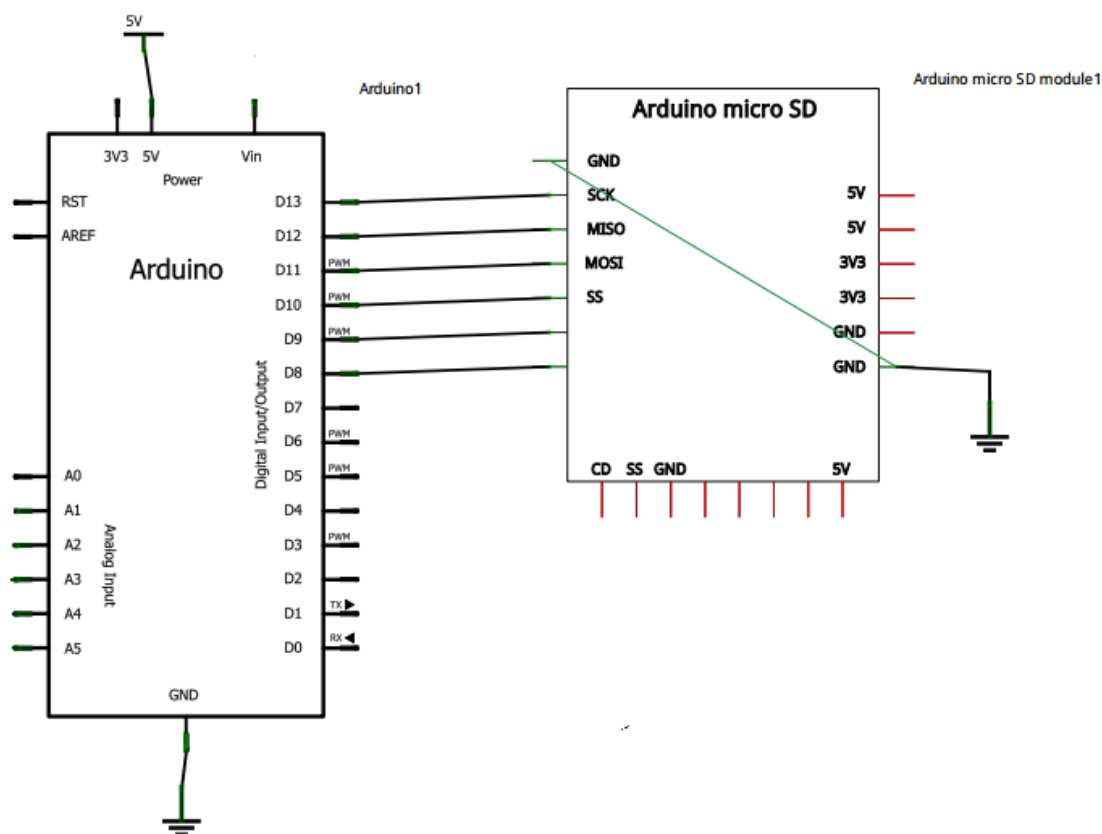 5V
Arduino1
Arduino micro SD module1
Arduino micro SD
3V3 5V Vin
Power
RST
AREF
Arduino
A0
A1
A2
A3
A4
A5
Analog Input
D13
D12
D11 PWM
D10 PWM
D9 PWM
D8
D7
D6 PWM
D5 PWM
D4
D3 PWM
D2
D1 TX
D0 RX
Digital Input/Output
GND
GND
SCK
MISO
MOSI
SS
5V
5V
3V3
3V3
GND
GND
CD SS GND 5V